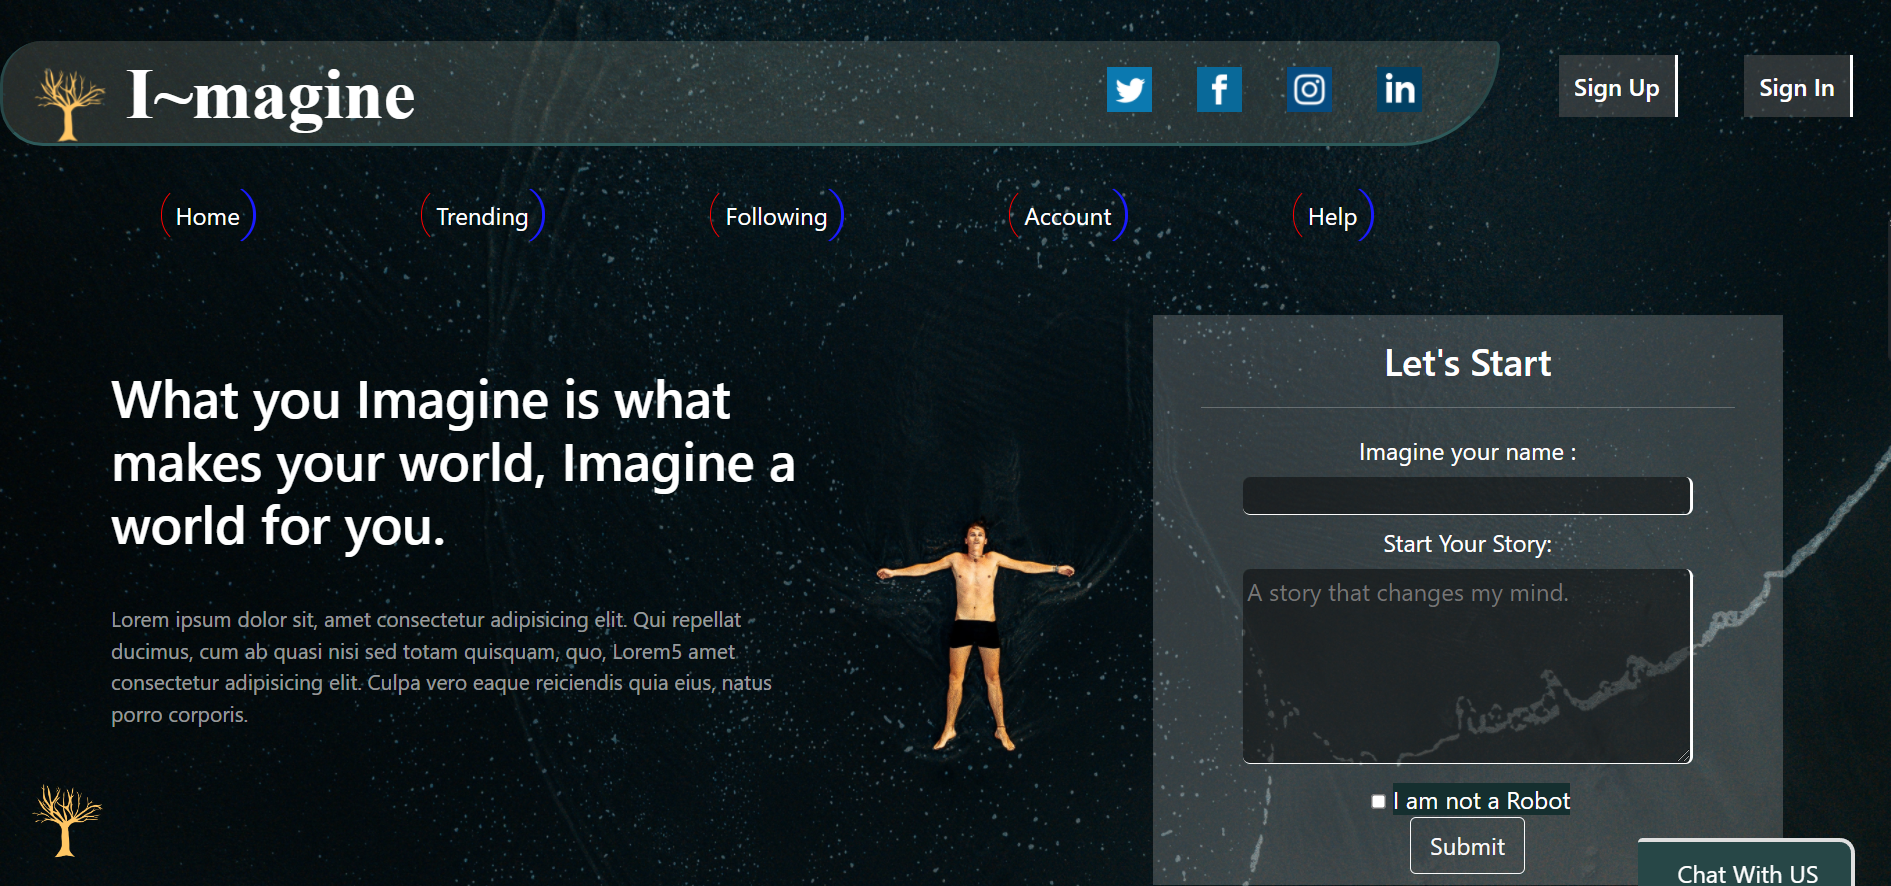 I~magine
Sign Up
Sign In
Home
Trending
Following
Account
Help
What you Imagine is what
makes your world, Imagine a
world for you.
Lorem ipsum dolor sit, amet consectetur adipisicing elit. Qui repellat
ducimus, cum ab quasi nisi sed totam quisquam, quo, Lorem5 amet
consectetur adipisicing elit. Culpa vero eaque reiciendis quia eius, natus
porro corporis.
Let's Start
Imagine your name :
Start Your Story:
A story that changes my mind.
I am not a Robot
Submit
Chat With US